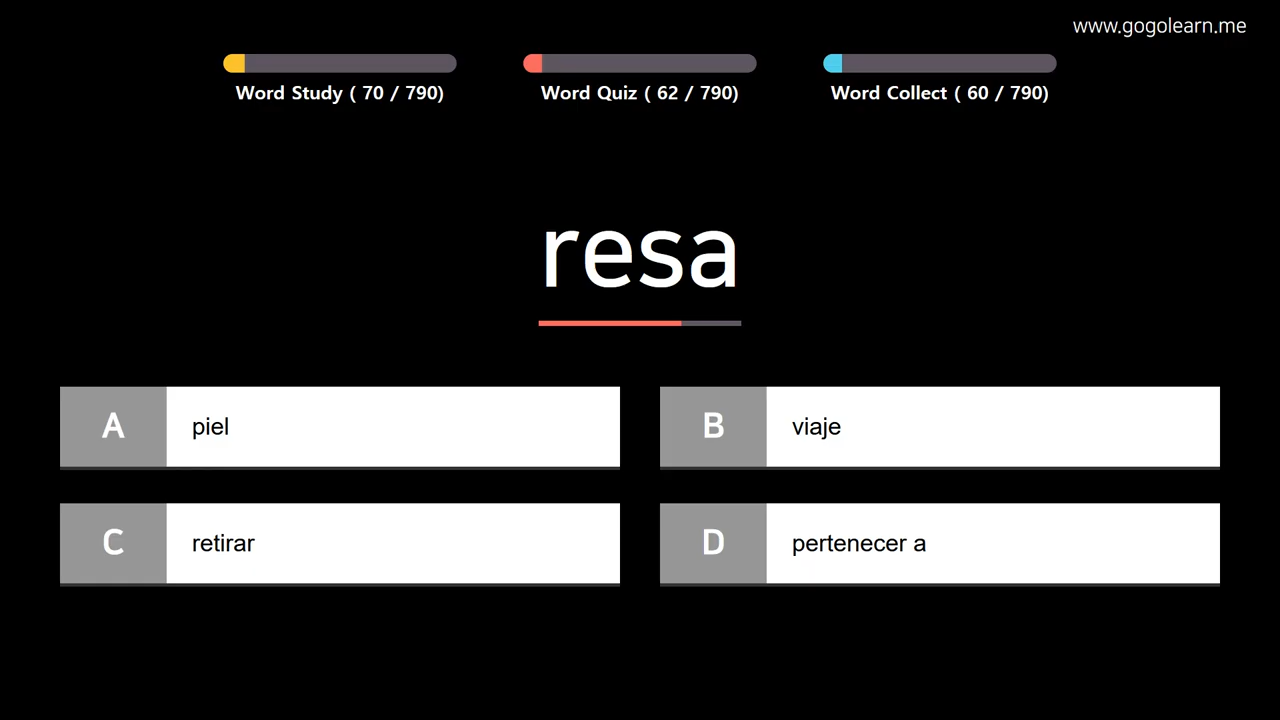 www.gogolearn.me
Word Study ( 70 / 790)
Word Quiz ( 62 / 790)
Word Collect ( 60 / 790)
resa
A piel
B viaje
C retirar
D pertenecer a